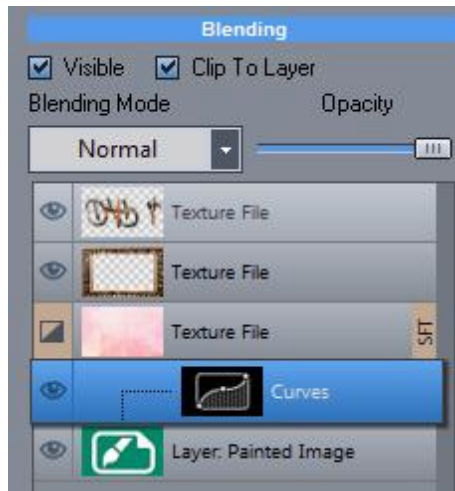 Blending
Visible Clip To Layer
Blending Mode Opacity
Normal
Texture File
Texture File
Texture File SFT
Curves
Layer: Painted Image